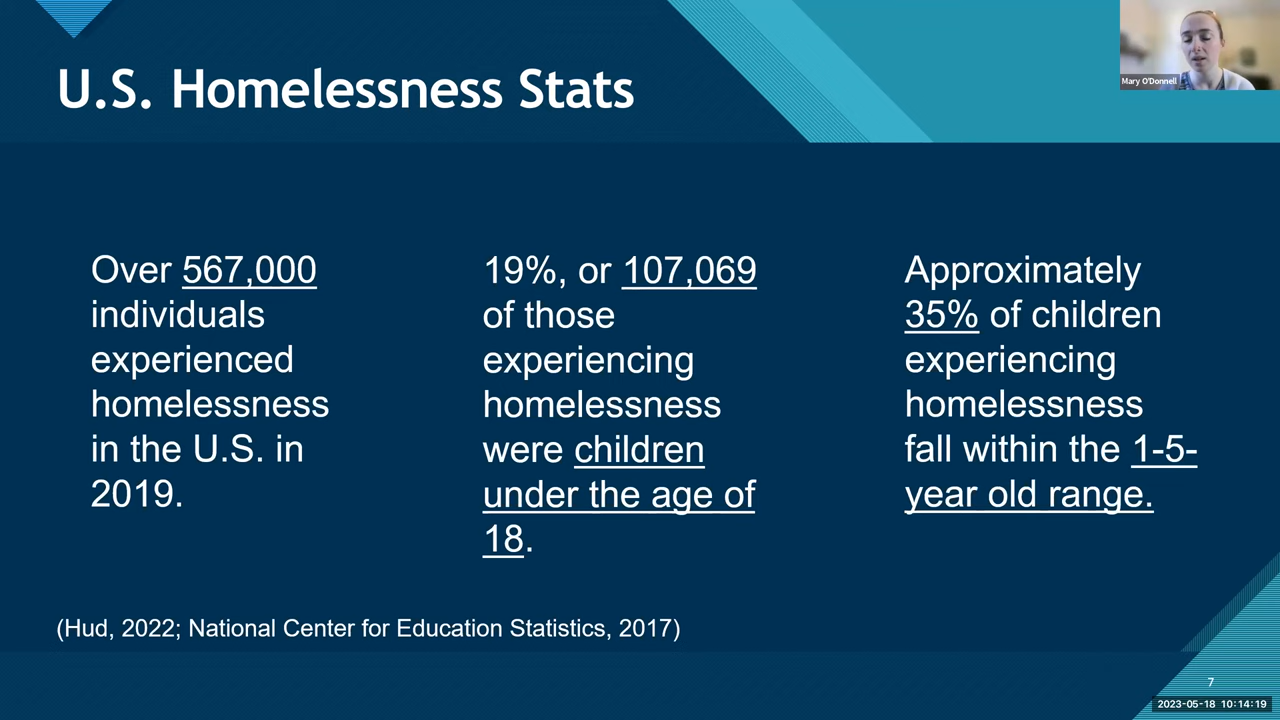 U.S. Homelessness Stats
Mary O'Donnell
Over 567,000
individuals
experienced
homelessness
in the U.S. in
2019.
19%, or 107,069
of those
experiencing
homelessness
were children
under the age of
18.
Approximately
35% of children
experiencing
homelessness
fall within the 1-5-
year old range.
(Hud, 2022; National Center for Education Statistics, 2017)
7
2023-05-18 10:14:19